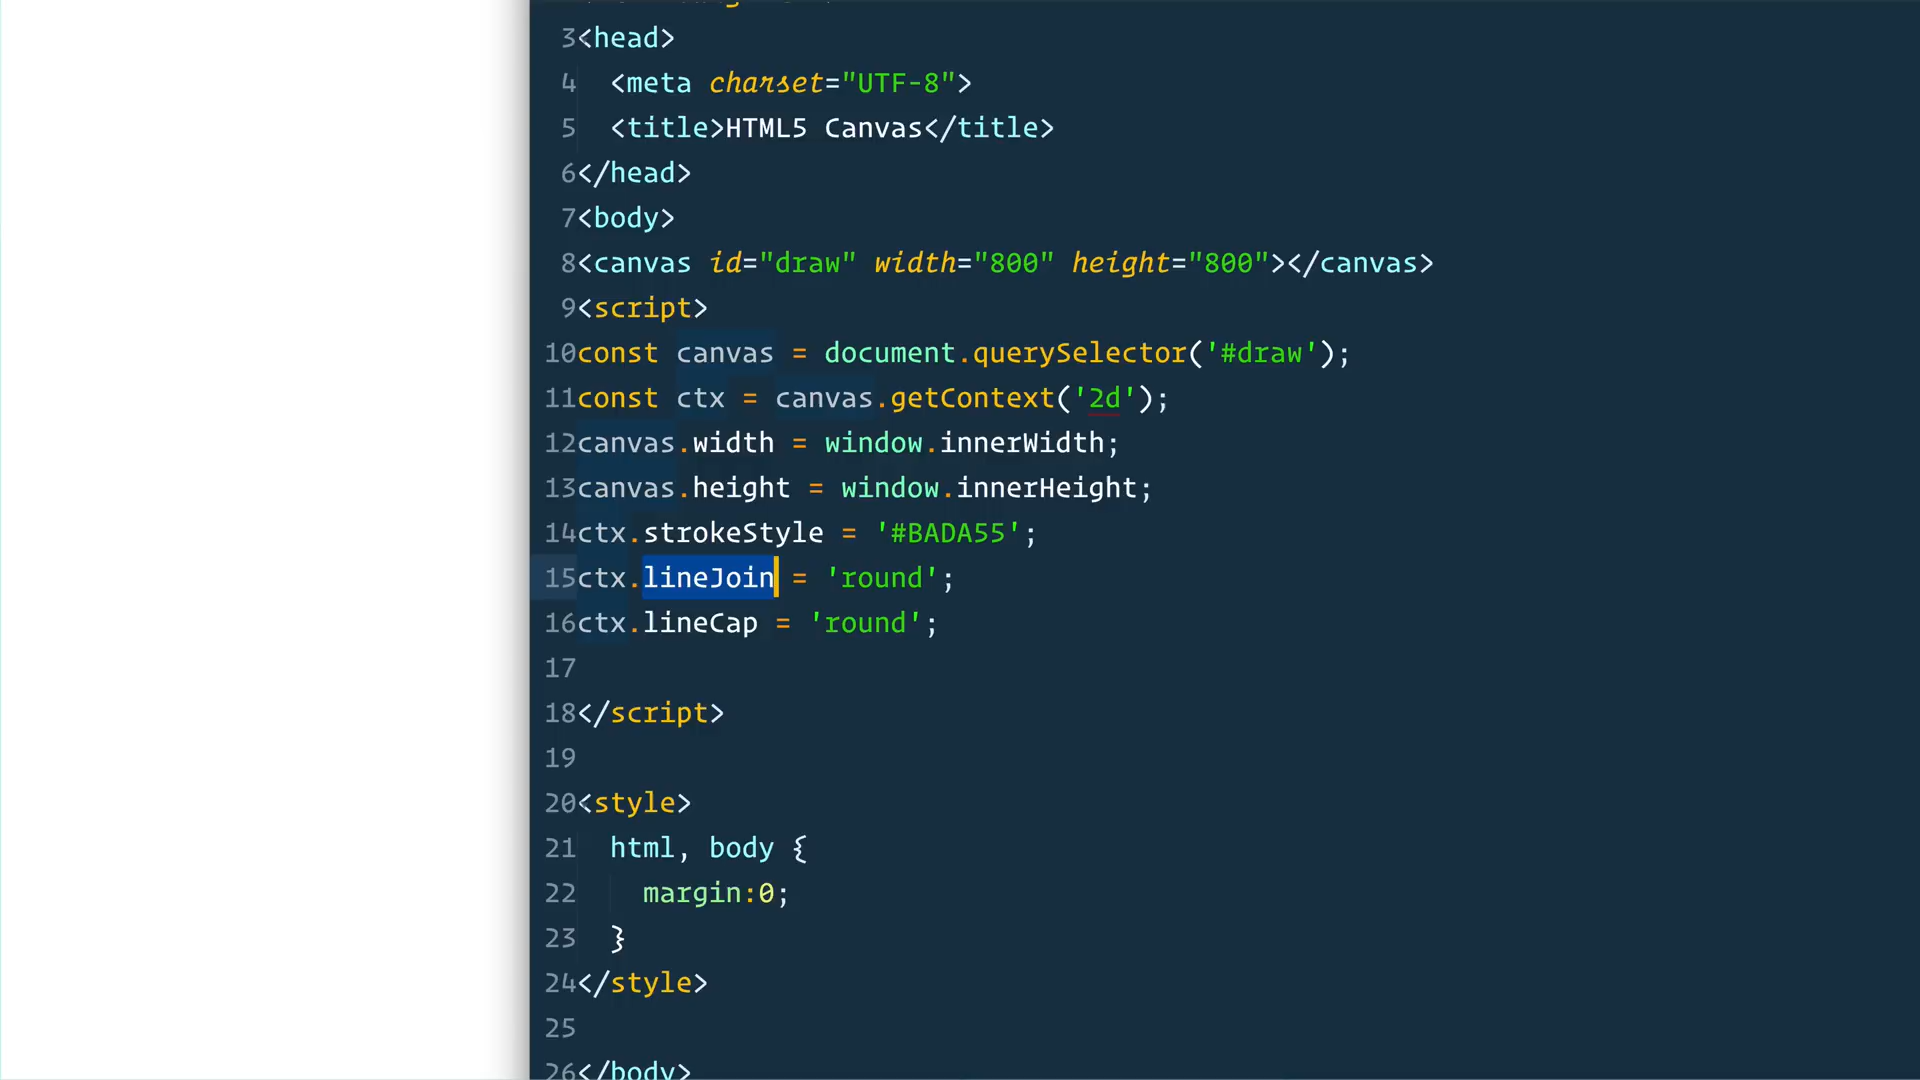 3<head>
4  <meta charset="UTF-8">
5  <title>HTML5 Canvas</title>
6</head>
7<body>
8<canvas id="draw" width="800" height="800"></canvas>
9<script>
10const canvas = document.querySelector('#draw');
11const ctx = canvas.getContext('2d');
12canvas.width = window.innerWidth;
13canvas.height = window.innerHeight;
14ctx.strokeStyle = '#BADA55';
15ctx.lineJoin = 'round';
16ctx.lineCap = 'round';
17
18</script>
19
20<style>
21  html, body {
22    margin:0;
23  }
24</style>
25
26</body>